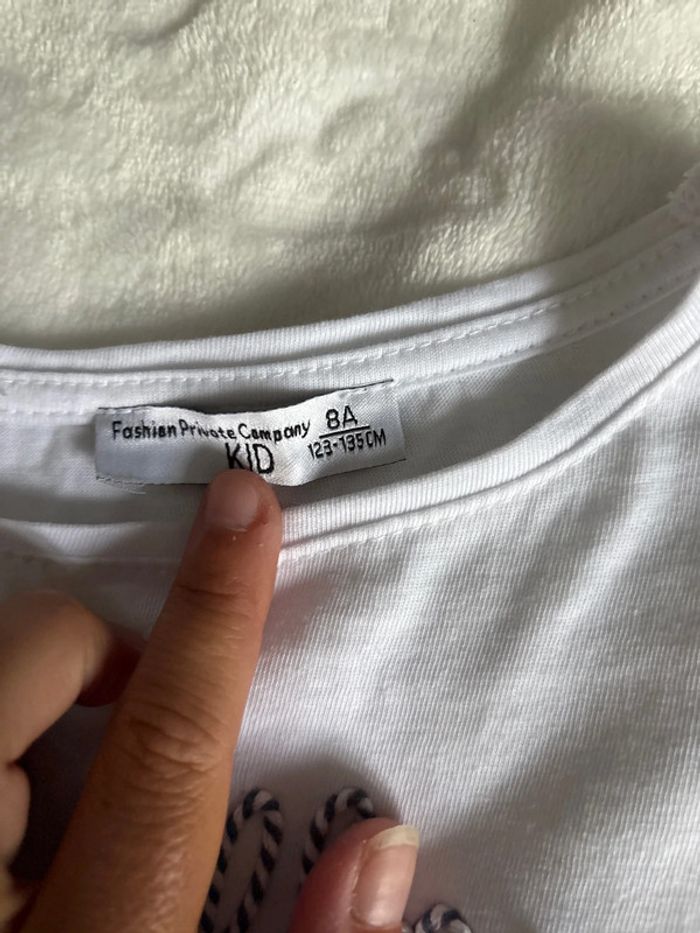 Fashion Private Company
KID
8A
123-135CM